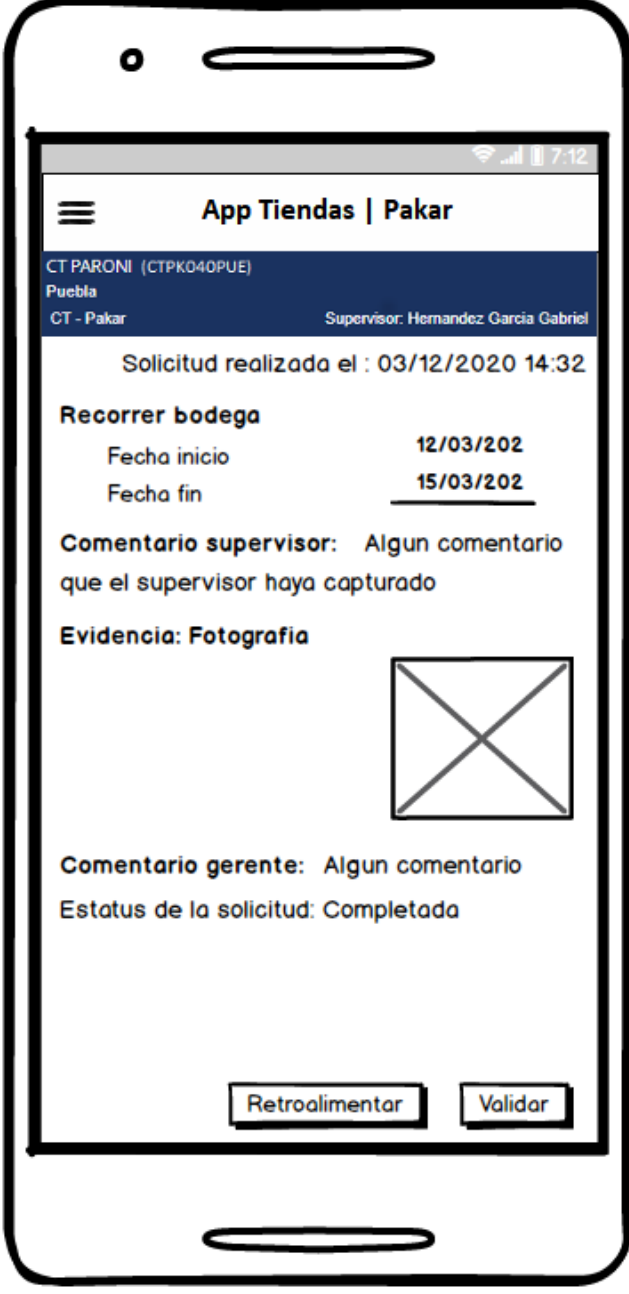 7:12
App Tiendas | Pakar
CT PARONI (CTPK040PUE)
Puebla
CT - Pakar Supervisor: Hernandez Garcia Gabriel
Solicitud realizada el : 03/12/2020 14:32
Recorrer bodega
Fecha inicio 12/03/202
Fecha fin 15/03/202
Comentario supervisor: Algun comentario
que el supervisor haya capturado
Evidencia: Fotografia
Comentario gerente: Algun comentario
Estatus de la solicitud: Completada
Retroalimentar Validar